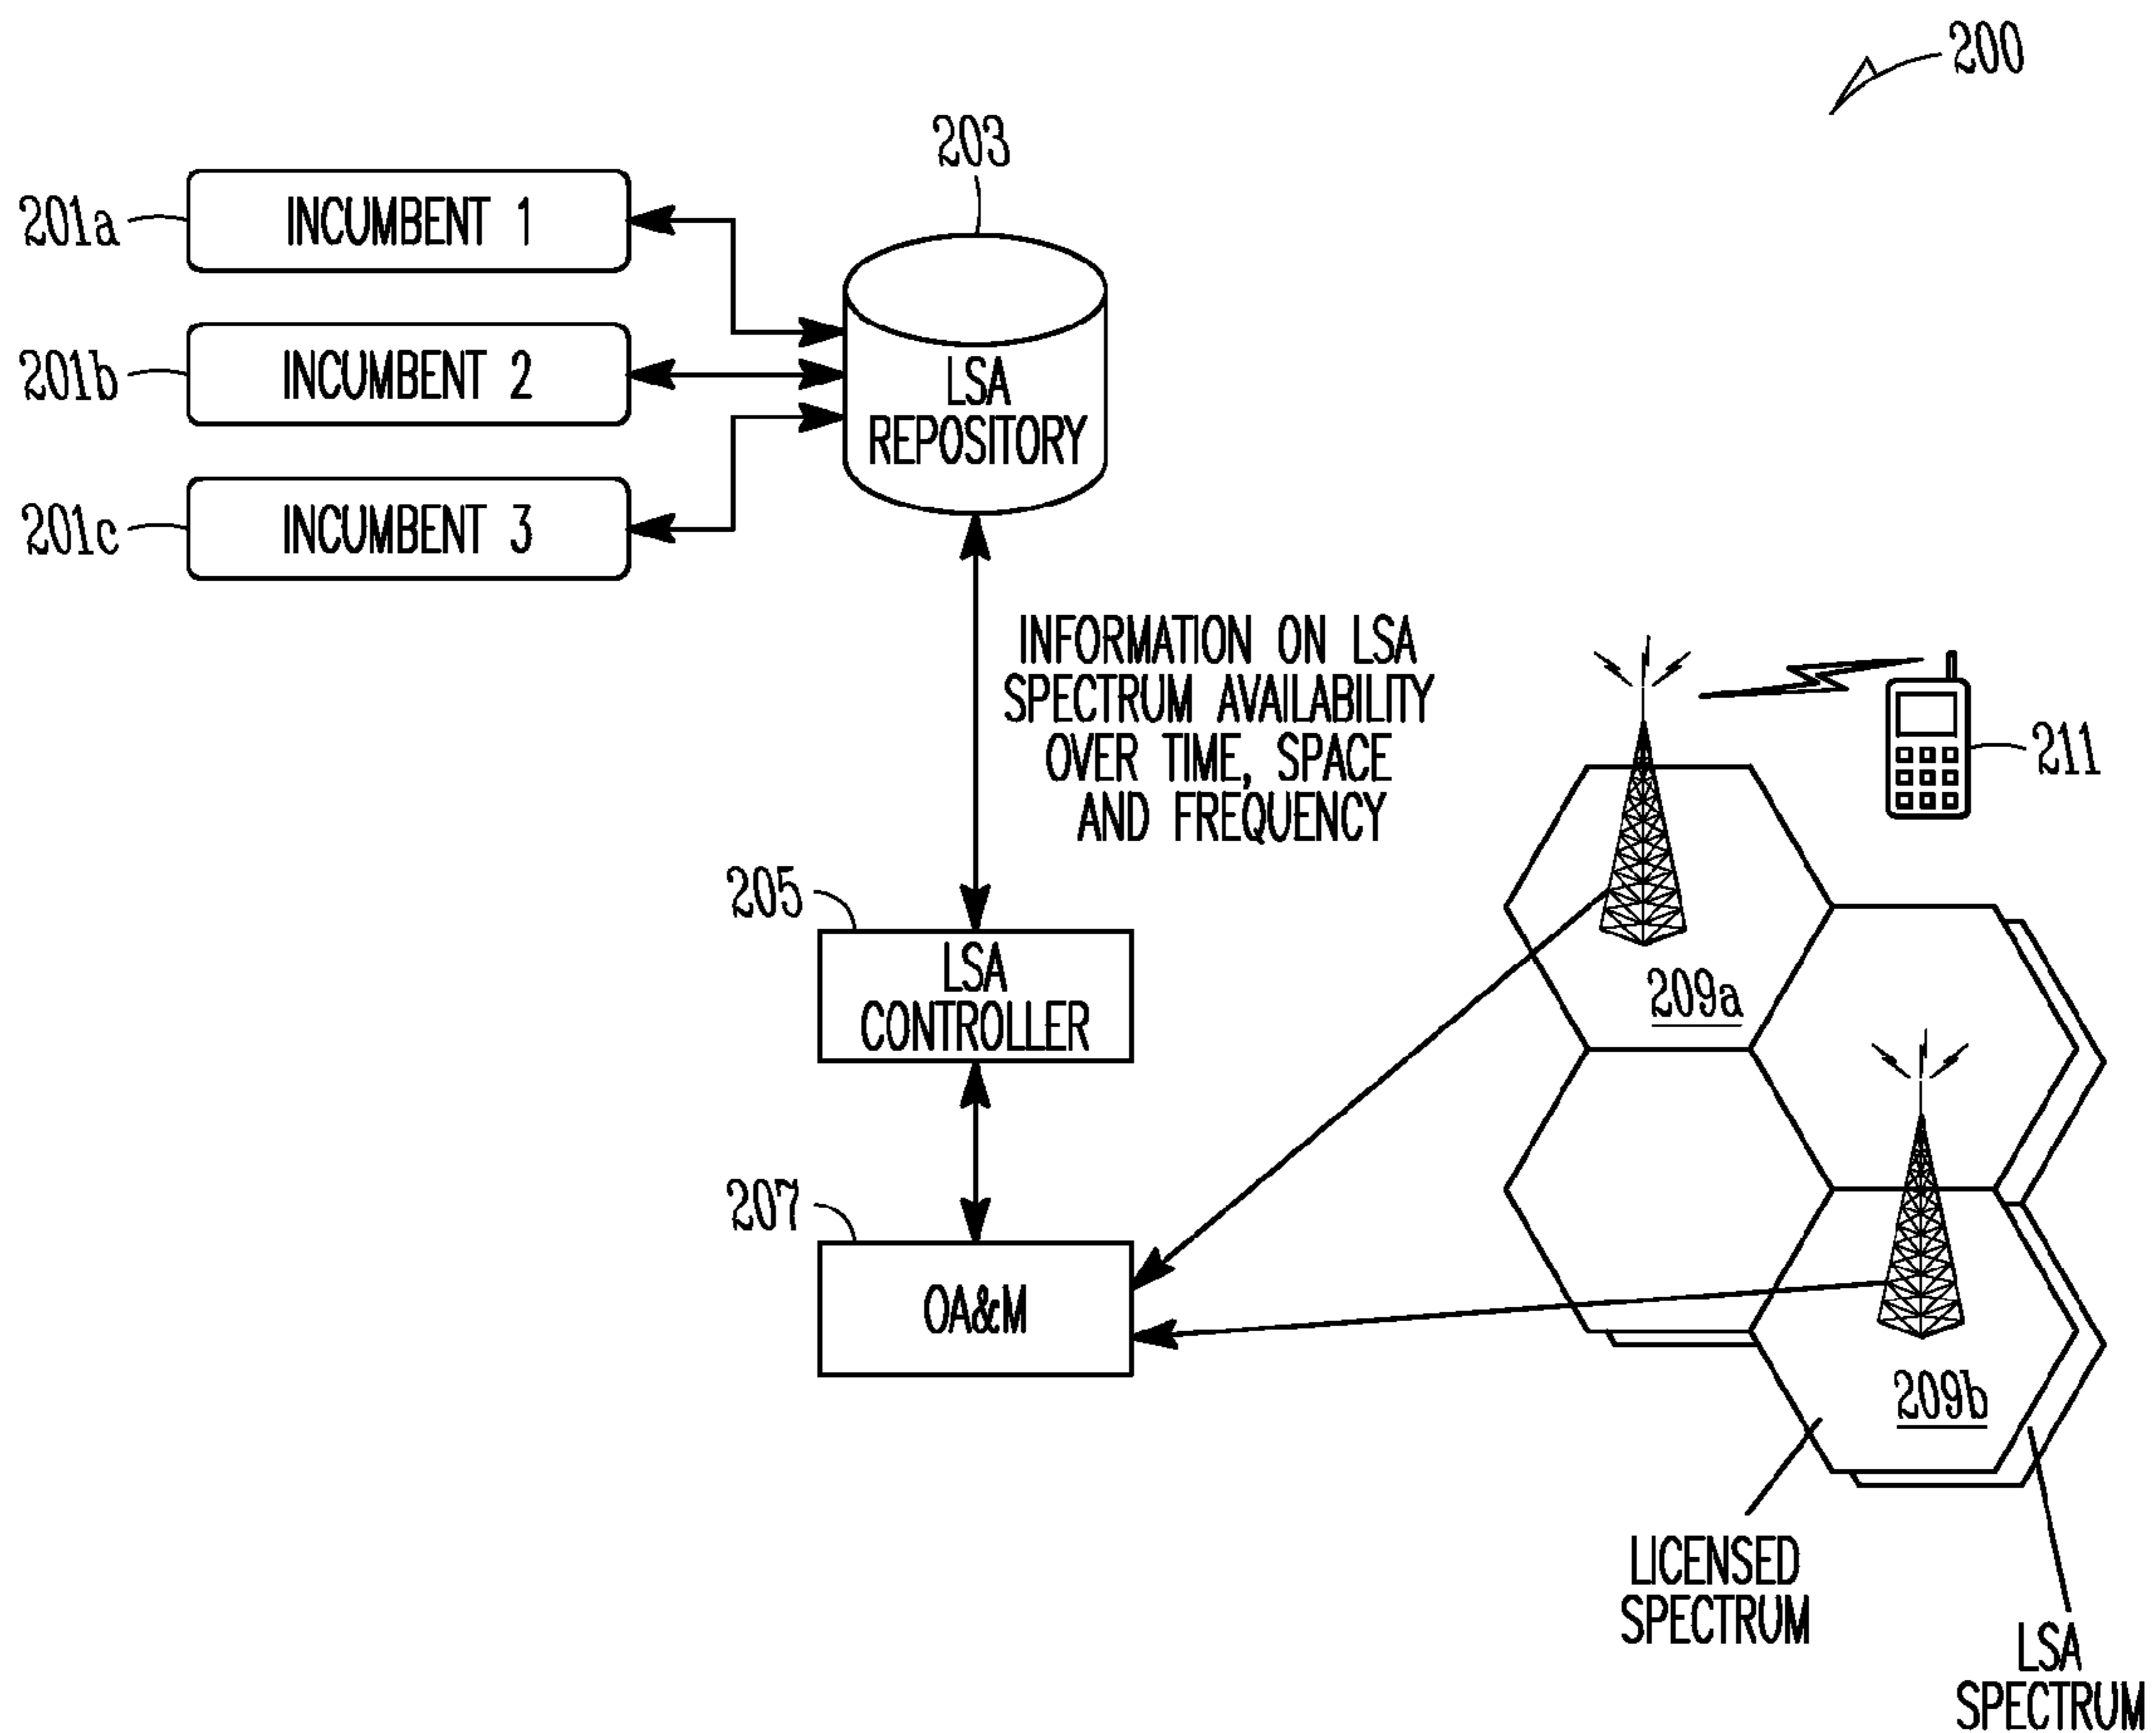 200
203
201a
INCUMBENT 1
201b
INCUMBENT 2
201c
INCUMBENT 3
LSA
REPOSITORY
INFORMATION ON LSA
SPECTRUM AVAILABILITY
OVER TIME, SPACE
AND FREQUENCY
211
205
LSA
CONTROLLER
209a
207
OA&M
209b
LICENSED
SPECTRUM
LSA
SPECTRUM